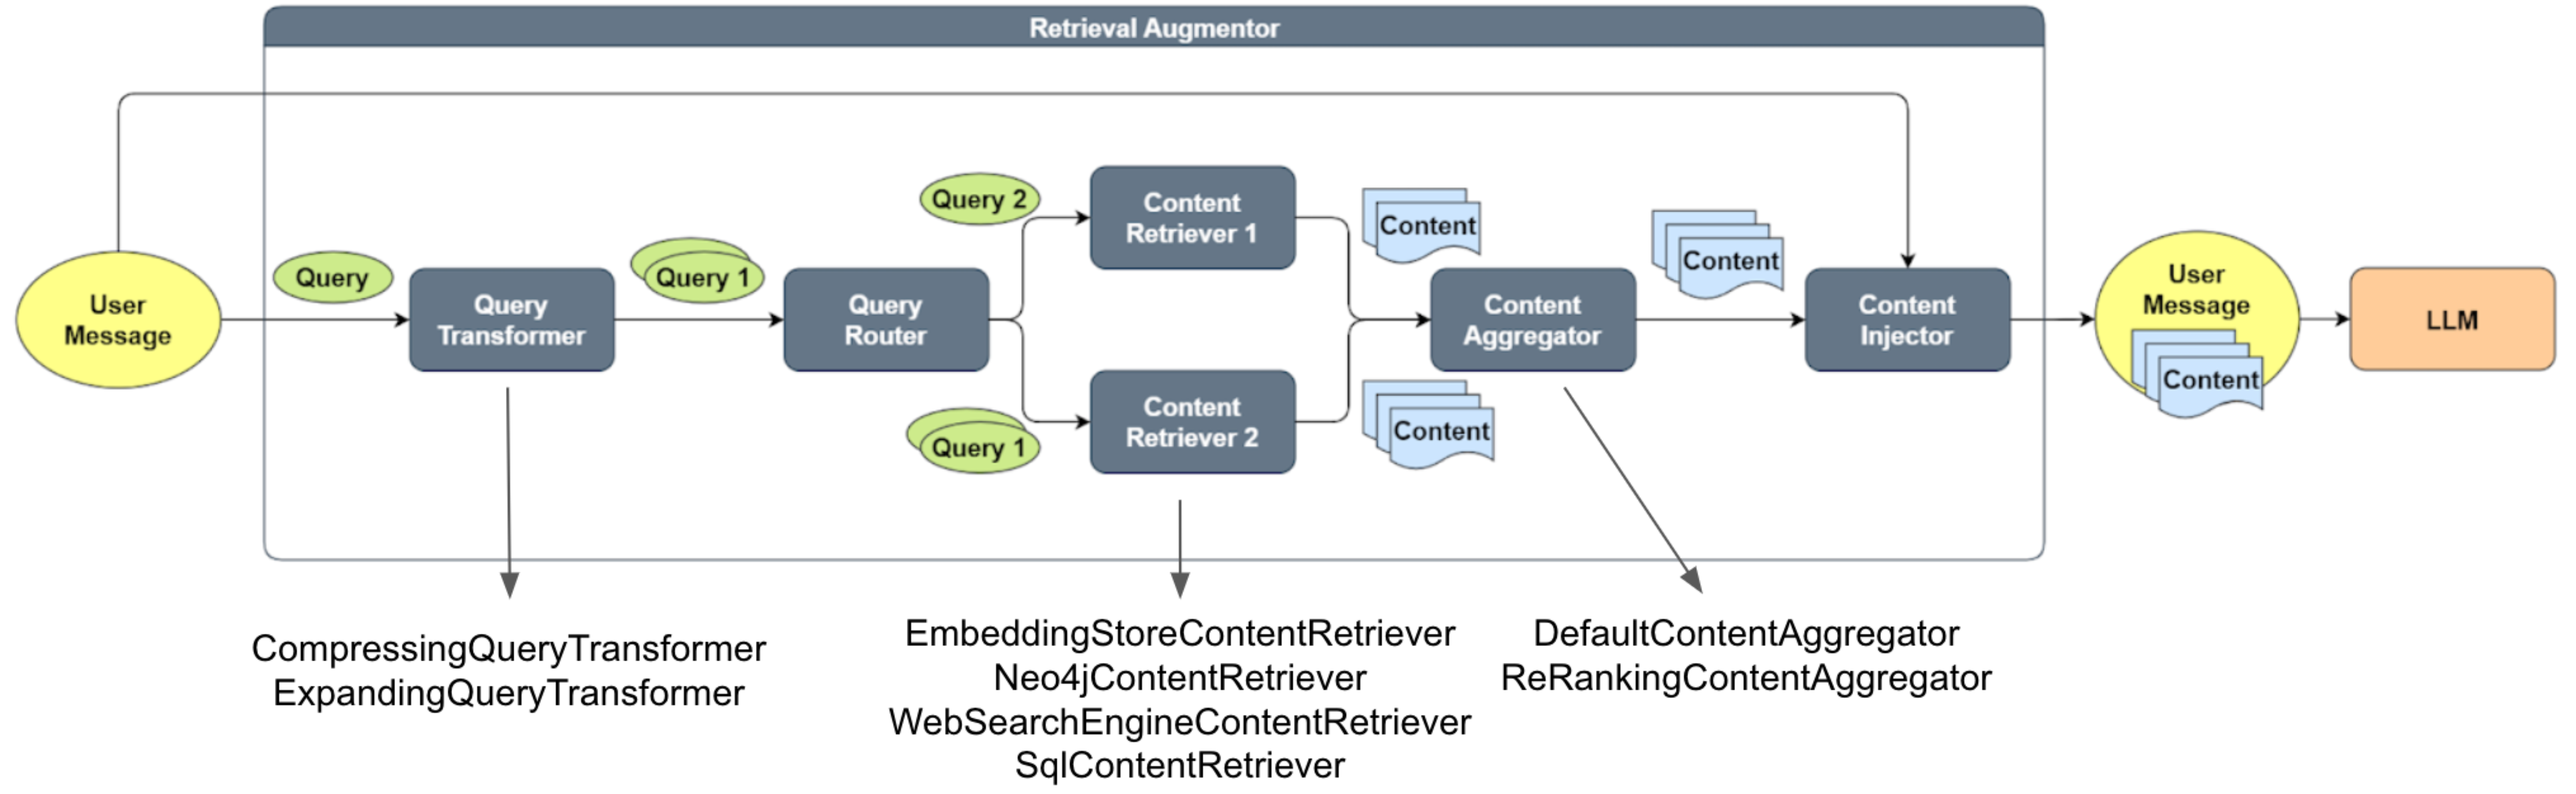 Retrieval Augmentor
User
Message
Query
Query
Transformer
Query 1
Query
Router
Query 2
Query 1
Content
Retriever 1
Content
Retriever 2
Content
Content
Content
Aggregator
Content
Content
Injector
User
Message
Content
LLM
CompressingQueryTransformer
ExpandingQueryTransformer
EmbeddingStoreContentRetriever
Neo4jContentRetriever
WebSearchEngineContentRetriever
SqlContentRetriever
DefaultContentAggregator
ReRankingContentAggregator